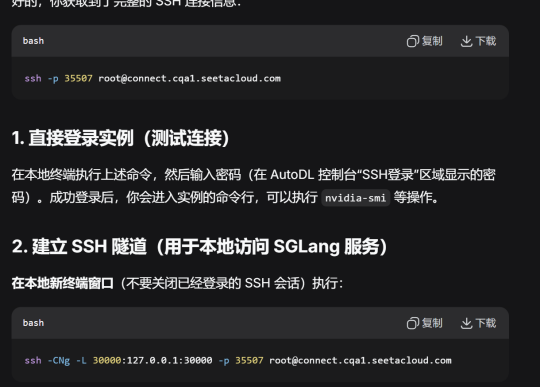 好的，你获取到了完整的 SSH 连接信息：
bash
复制
下载
ssh -p 35507 root@connect.cqa1.seetacloud.com
1. 直接登录实例（测试连接）
在本地终端执行上述命令，然后输入密码（在 AutoDL 控制台“SSH登录”区域显示的密
码）。成功登录后，你会进入实例的命令行，可以执行 nvidia-smi 等操作。
2. 建立 SSH 隧道（用于本地访问 SGLang 服务）
在本地新终端窗口（不要关闭已经登录的 SSH 会话）执行：
bash
复制
下载
ssh -CNg -L 30000:127.0.0.1:30000 -p 35507 root@connect.cqa1.seetacloud.com